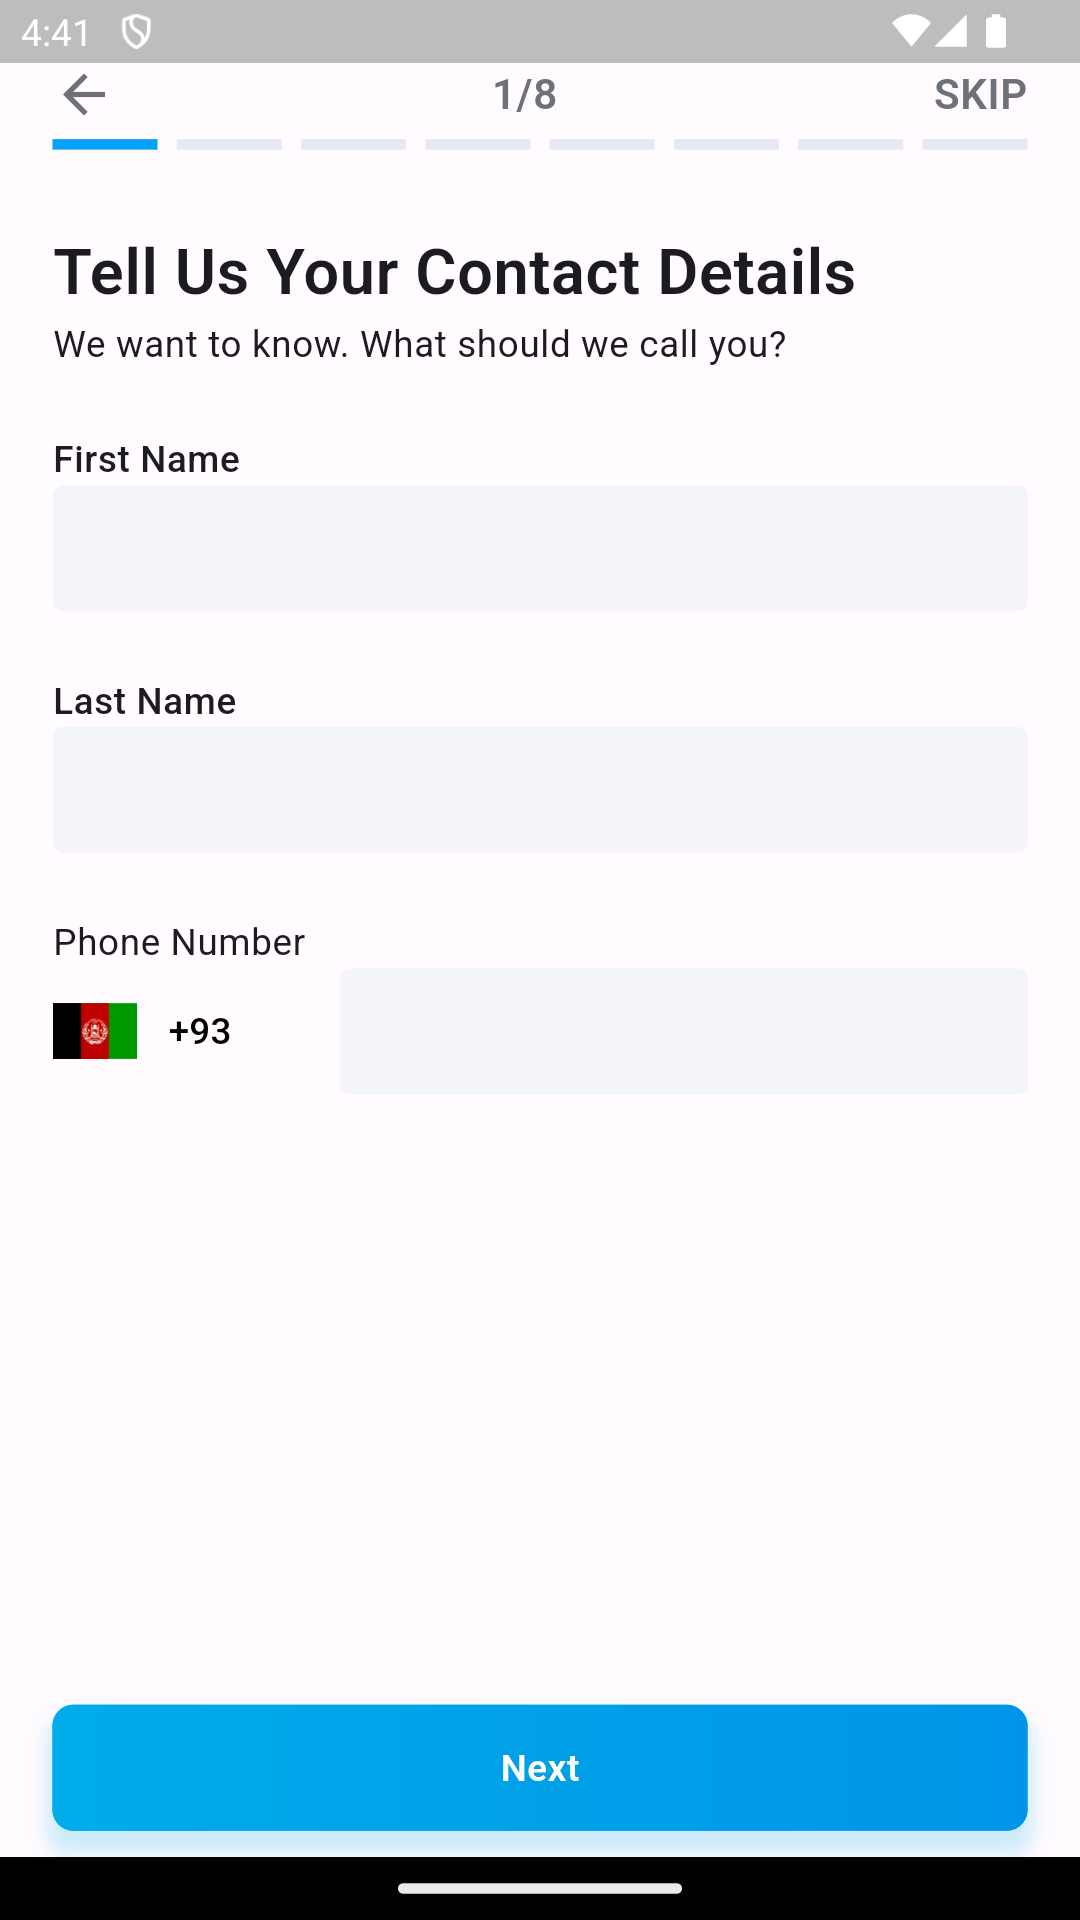 4:41
1/8
SKIP
Tell Us Your Contact Details
We want to know. What should we call you?
First Name
Last Name
Phone Number
+93
Next